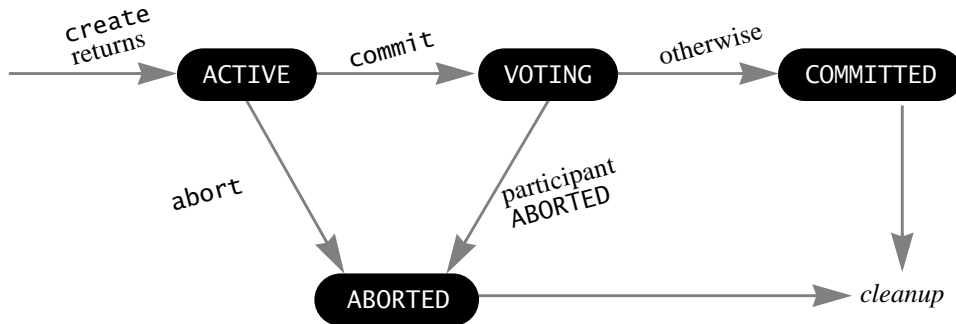 create
returns
ACTIVE
commit
VOTING
otherwise
COMMITTED
abort
participant
ABORTED
ABORTED
cleanup